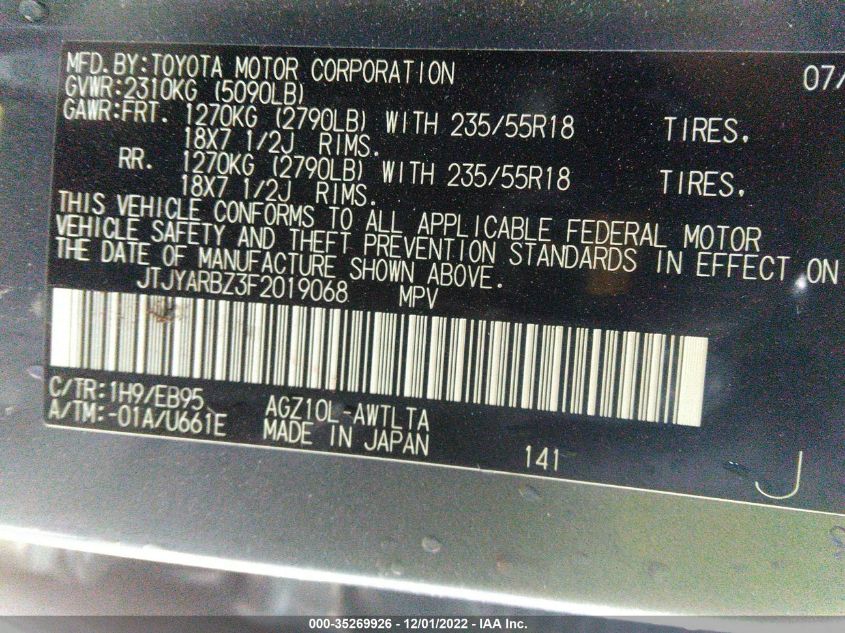 MFD.BY:TOYOTA MOTOR CORPORATION 07/
GVWR:2310KG (5090LB)
GAWR:FRT. 1270KG (2790LB) WITH 235/55R18 TIRES,
18X7 1/2J RIMS.
RR. 1270KG (2790LB) WITH 235/55R18 TIRES,
18X7 1/2J RIMS.
THIS VEHICLE CONFORMS TO ALL APPLICABLE FEDERAL MOTOR
VEHICLE SAFETY AND THEFT PREVENTION STANDARDS IN EFFECT ON
THE DATE OF MANUFACTURE SHOWN ABOVE.
JTJYARBZ3F2019068 MPV
C/TR:1H9/EB95 AGZ10L-AWTLTA
A/TM:-01A/U661E MADE IN JAPAN 141 J
000-35269926 - 12/01/2022 - IAA Inc.